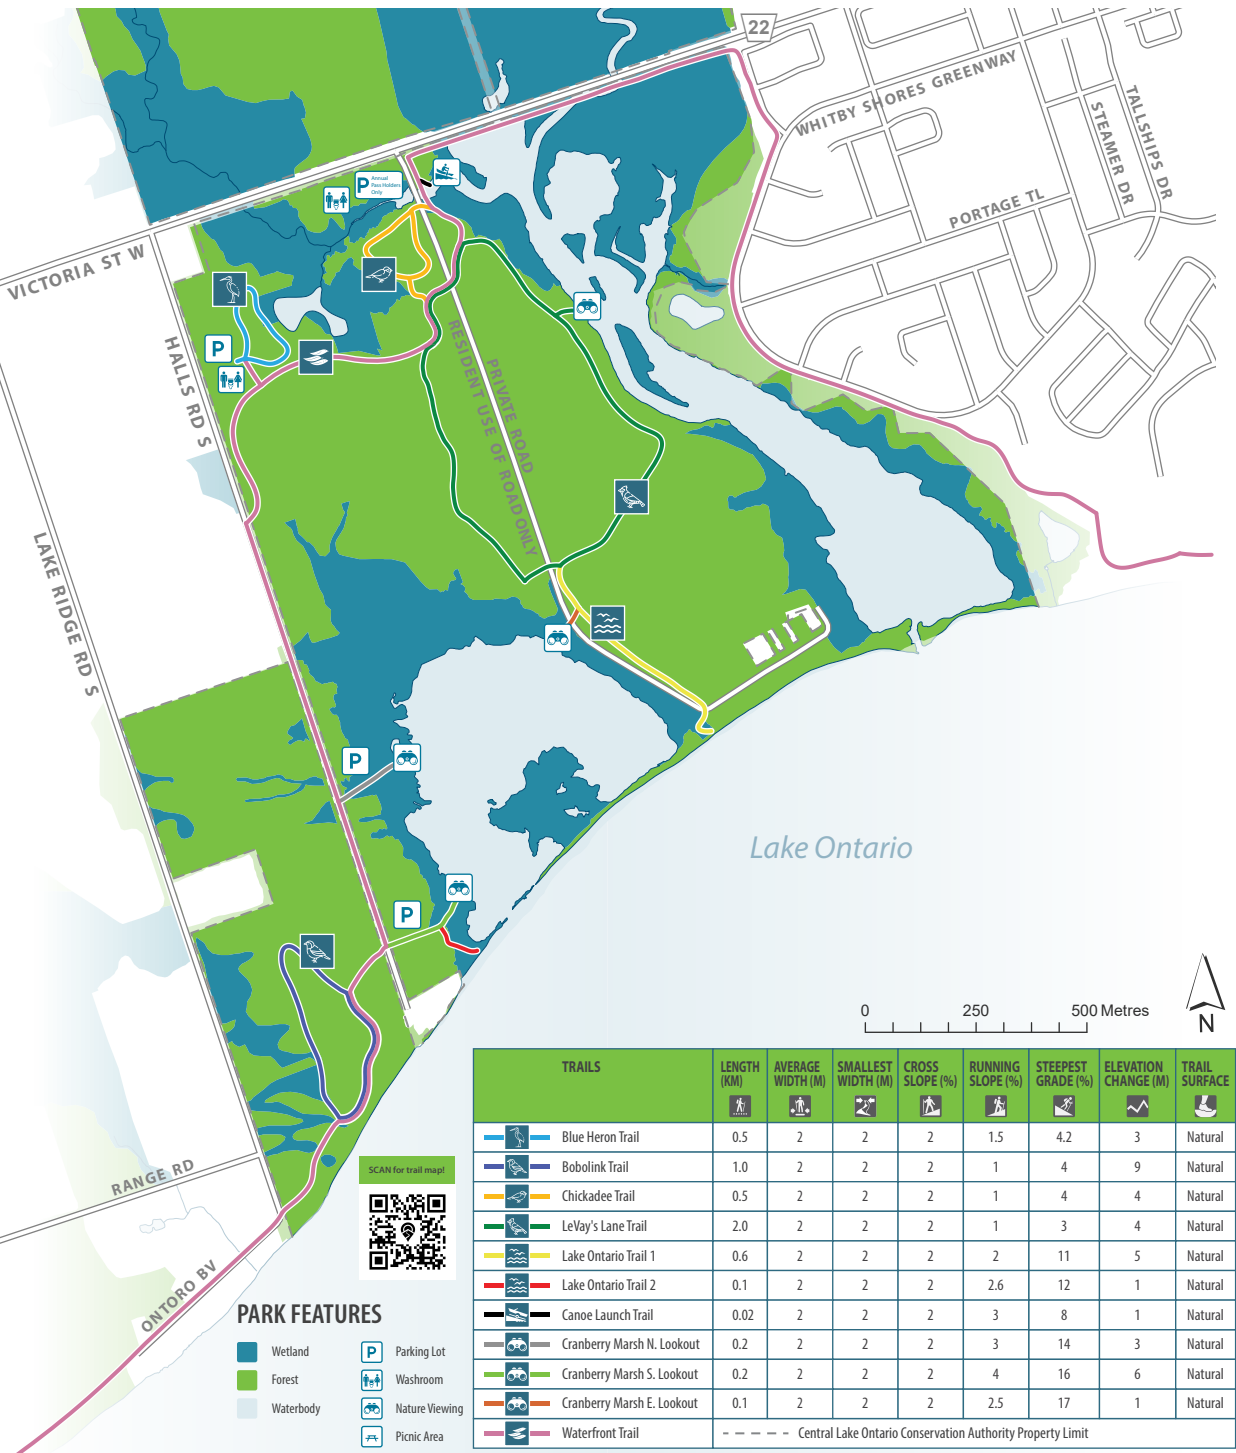 22
WHITBY SHORES GREENWAY
TALLSHIPS DR
STEAMER DR
PORTAGE TL
VICTORIA ST W
P Annual
Pass Holders
Only
HALLS RD S
P
PRIVATE ROAD
RESIDENT USE OF ROAD ONLY
LAKE RIDGE RD S
P
Lake Ontario
P
RANGE RD
ONTORO BV
0 250 500 Metres
N
SCAN for trail map!
PARK FEATURES
Wetland
Forest
Waterbody
P Parking Lot
Washroom
Nature Viewing
Picnic Area
TRAILS LENGTH (KM) AVERAGE WIDTH (M) SMALLEST WIDTH (M) CROSS SLOPE (%) RUNNING SLOPE (%) STEEPEST GRADE (%) ELEVATION CHANGE (M) TRAIL SURFACE
Blue Heron Trail 0.5 2 2 2 1.5 4.2 3 Natural
Bobolink Trail 1.0 2 2 2 1 4 9 Natural
Chickadee Trail 0.5 2 2 2 1 4 4 Natural
LeVay's Lane Trail 2.0 2 2 2 1 3 4 Natural
Lake Ontario Trail 1 0.6 2 2 2 2 11 5 Natural
Lake Ontario Trail 2 0.1 2 2 2 2.6 12 1 Natural
Canoe Launch Trail 0.02 2 2 2 3 8 1 Natural
Cranberry Marsh N. Lookout 0.2 2 2 2 3 14 3 Natural
Cranberry Marsh S. Lookout 0.2 2 2 2 4 16 6 Natural
Cranberry Marsh E. Lookout 0.1 2 2 2 2.5 17 1 Natural
Waterfront Trail Central Lake Ontario Conservation Authority Property Limit